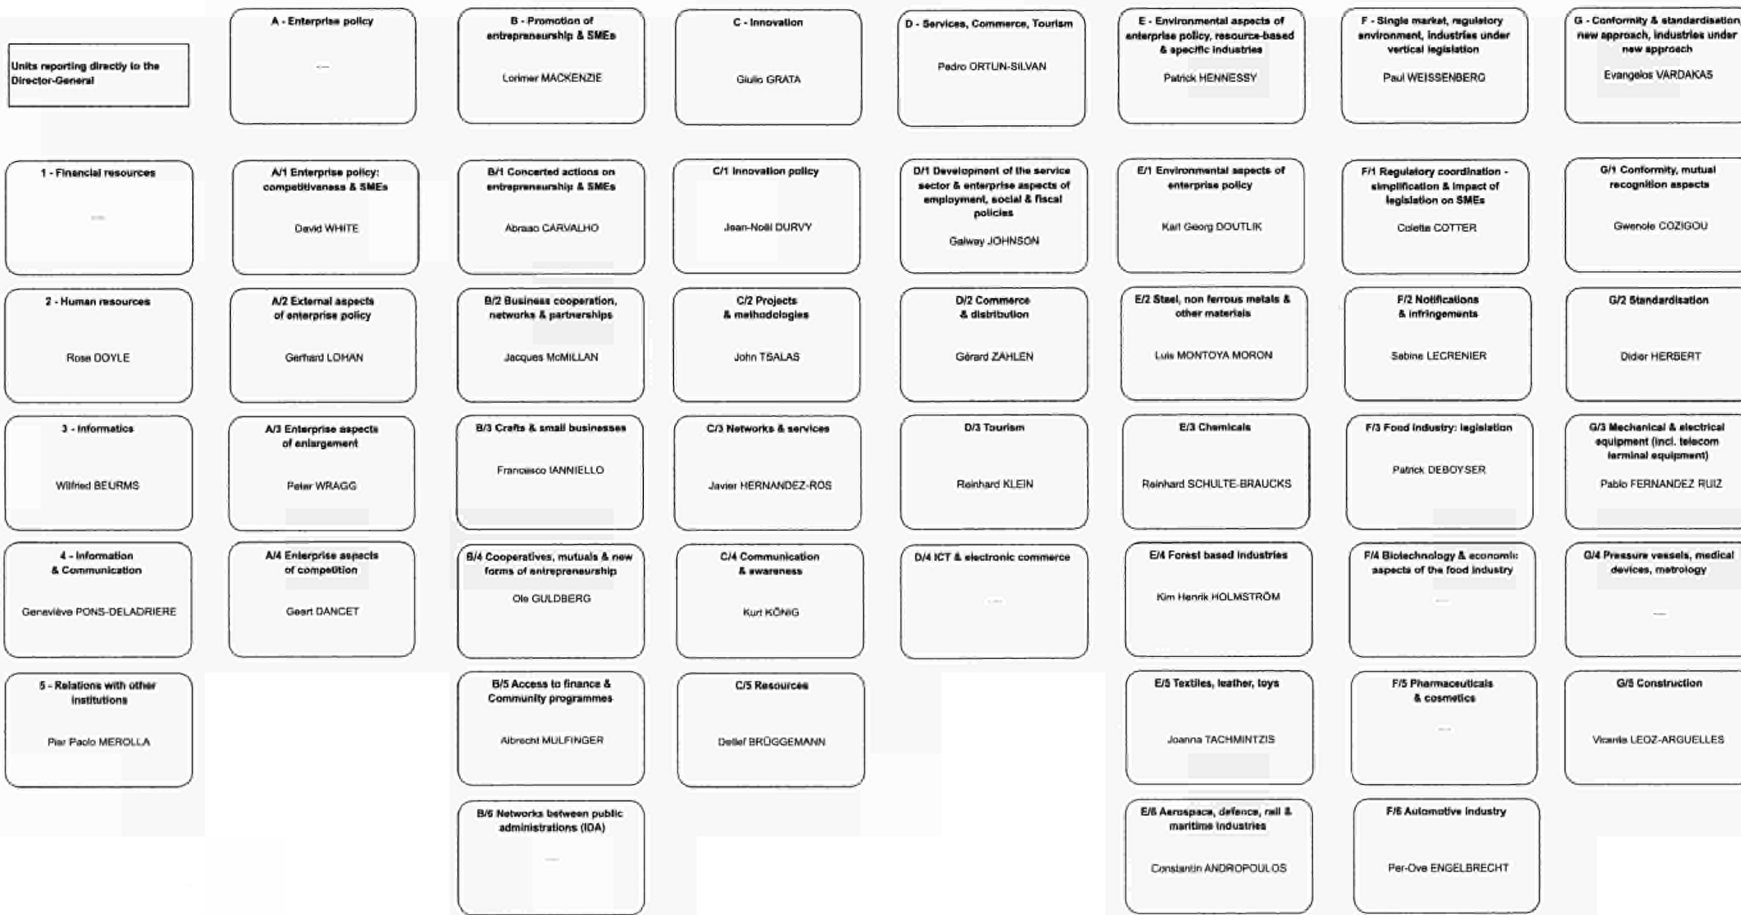 Units reporting directly to the
Director-General
A - Enterprise policy
----
B - Promotion of
entrepreneurship & SMEs
Lorimer MACKENZIE
C - Innovation
Giulio GRATA
D - Services, Commerce, Tourism
Pedro ORTUN-SILVAN
E - Environmental aspects of
enterprise policy, resource-based
& specific industries
Patrick HENNESSY
F - Single market, regulatory
environment, industries under
vertical legislation
Paul WEISSENBERG
G - Conformity & standardisation,
new approach, industries under
new approach
Evangelos VARDAKAS
1 - Financial resources
----
A/1 Enterprise policy:
competitiveness & SMEs
David WHITE
B/1 Concerted actions on
entrepreneurship & SMEs
Abraao CARVALHO
C/1 Innovation policy
Jean-Noël DURVY
D/1 Development of the service
sector & enterprise aspects of
employment, social & fiscal
policies
Galway JOHNSON
E/1 Environmental aspects of
enterprise policy
Karl Georg DOUTLIK
F/1 Regulatory coordination -
simplification & impact of
legislation on SMEs
Colette COTTER
G/1 Conformity, mutual
recognition aspects
Gwenole COZIGOU
2 - Human resources
Rose DOYLE
A/2 External aspects
of enterprise policy
Gerhard LOHAN
B/2 Business cooperation,
networks & partnerships
Jacques McMILLAN
C/2 Projects
& methodologies
John TSALAS
D/2 Commerce
& distribution
Gérard ZAHLEN
E/2 Steel, non ferrous metals &
other materials
Luis MONTOYA MORON
F/2 Notifications
& infringements
Sabine LECRENIER
G/2 Standardisation
Didier HERBERT
3 - Informatics
Wilfried BEURMS
A/3 Enterprise aspects
of enlargement
Peter WRAGG
B/3 Crafts & small businesses
Francesco IANNIELLO
C/3 Networks & services
Javier HERNANDEZ-ROS
D/3 Tourism
Reinhard KLEIN
E/3 Chemicals
Reinhard SCHULTE-BRAUCKS
F/3 Food industry: legislation
Patrick DEBOYSER
G/3 Mechanical & electrical
equipment (incl. telecom
terminal equipment)
Pablo FERNANDEZ RUIZ
4 - Information
& Communication
Geneviève PONS-DELADRIERE
A/4 Enterprise aspects
of competition
Geert DANCET
B/4 Cooperatives, mutuals & new
forms of entrepreneurship
Ole GULDBERG
C/4 Communication
& awareness
Kurt KÖNIG
D/4 ICT & electronic commerce
----
E/4 Forest based industries
Kim Henrik HOLMSTRÖM
F/4 Biotechnology & economic
aspects of the food industry
----
G/4 Pressure vessels, medical
devices, metrology
----
5 - Relations with other
institutions
Pier Paolo MEROLLA
B/5 Access to finance &
Community programmes
Albrecht MULFINGER
C/5 Resources
Detlef BRÜGGEMANN
E/5 Textiles, leather, toys
Joanna TACHMINTZIS
F/5 Pharmaceuticals
& cosmetics
----
G/5 Construction
Vicente LEOZ-ARGUELLES
B/6 Networks between public
administrations (IDA)
----
E/6 Aerospace, defence, rail &
maritime industries
Constantin ANDROPOULOS
F/6 Automotive industry
Per-Ove ENGELBRECHT